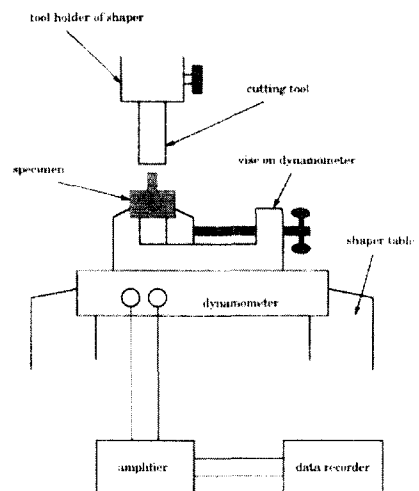 tool holder of shaper
cutting tool
specimen
vise on dynamometer
shaper table
dynamometer
amplifier
data recorder